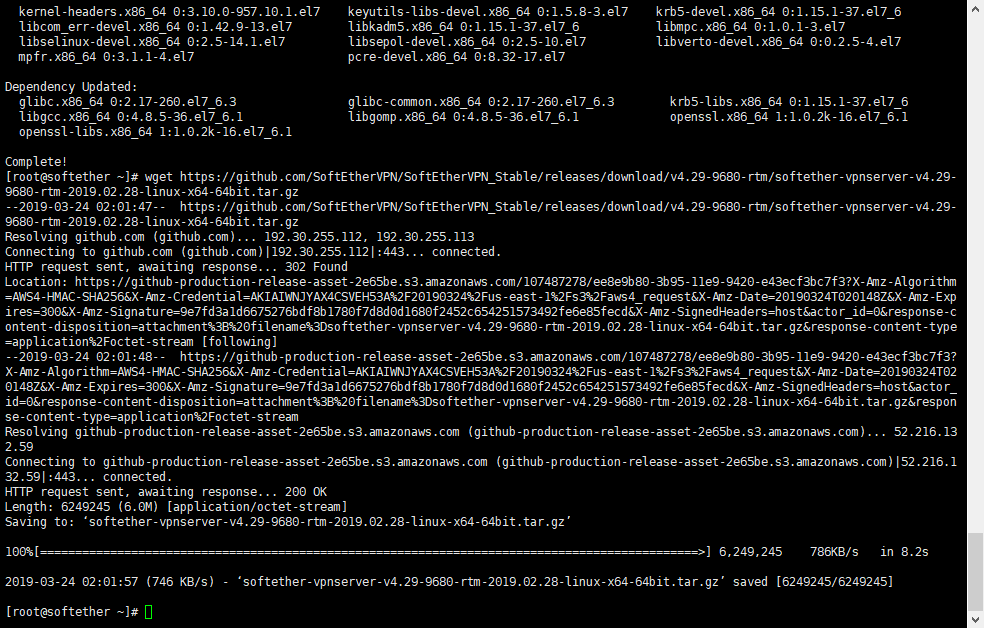 kernel-headers.x86_64 0:3.10.0-957.10.1.el7 keyutils-libs-devel.x86_64 0:1.5.8-3.el7 krb5-devel.x86_64 0:1.15.1-37.el7_6
libcom_err-devel.x86_64 0:1.42.9-13.el7 libkadm5.x86_64 0:1.15.1-37.el7_6 libmpc.x86_64 0:1.0.1-3.el7
libselinux-devel.x86_64 0:2.5-14.1.el7 libsepol-devel.x86_64 0:2.5-10.el7 libverto-devel.x86_64 0:0.2.5-4.el7
mpfr.x86_64 0:3.1.1-4.el7 pcre-devel.x86_64 0:8.32-17.el7
Dependency Updated:
glibc.x86_64 0:2.17-260.el7_6.3 glibc-common.x86_64 0:2.17-260.el7_6.3 krb5-libs.x86_64 0:1.15.1-37.el7_6
libgcc.x86_64 0:4.8.5-36.el7_6.1 libgomp.x86_64 0:4.8.5-36.el7_6.1 openssl.x86_64 1:1.0.2k-16.el7_6.1
openssl-libs.x86_64 1:1.0.2k-16.el7_6.1
Complete!
[root@softether ~]# wget https://github.com/SoftEtherVPN/SoftEtherVPN_Stable/releases/download/v4.29-9680-rtm/softether-vpnserver-v4.29-
9680-rtm-2019.02.28-linux-x64-64bit.tar.gz
--2019-03-24 02:01:47-- https://github.com/SoftEtherVPN/SoftEtherVPN_Stable/releases/download/v4.29-9680-rtm/softether-vpnserver-v4.29-
9680-rtm-2019.02.28-linux-x64-64bit.tar.gz
Resolving github.com (github.com)... 192.30.255.112, 192.30.255.113
Connecting to github.com (github.com)|192.30.255.112|:443... connected.
HTTP request sent, awaiting response... 302 Found
Location: https://github-production-release-asset-2e65be.s3.amazonaws.com/107487278/ee8e9b80-3b95-11e9-9420-e43ecf3bc7f3?X-Amz-Algorithm
=AWS4-HMAC-SHA256&X-Amz-Credential=AKIAIWNJYAX4CSVEH53A%2F20190324%2Fus-east-1%2Fs3%2Faws4_request&X-Amz-Date=20190324T020148Z&X-Amz-Exp
ires=300&X-Amz-Signature=9e7fd3a1d6675276bdf8b1780f7d8d0d1680f2452c654251573492fe6e85fecd&X-Amz-SignedHeaders=host&actor_id=0&response-c
ontent-disposition=attachment%3B%20filename%3Dsoftether-vpnserver-v4.29-9680-rtm-2019.02.28-linux-x64-64bit.tar.gz&response-content-type
=application%2Foctet-stream [following]
--2019-03-24 02:01:48-- https://github-production-release-asset-2e65be.s3.amazonaws.com/107487278/ee8e9b80-3b95-11e9-9420-e43ecf3bc7f3?
X-Amz-Algorithm=AWS4-HMAC-SHA256&X-Amz-Credential=AKIAIWNJYAX4CSVEH53A%2F20190324%2Fus-east-1%2Fs3%2Faws4_request&X-Amz-Date=20190324T02
0148Z&X-Amz-Expires=300&X-Amz-Signature=9e7fd3a1d6675276bdf8b1780f7d8d0d1680f2452c654251573492fe6e85fecd&X-Amz-SignedHeaders=host&actor_
id=0&response-content-disposition=attachment%3B%20filename%3Dsoftether-vpnserver-v4.29-9680-rtm-2019.02.28-linux-x64-64bit.tar.gz&respon
se-content-type=application%2Foctet-stream
Resolving github-production-release-asset-2e65be.s3.amazonaws.com (github-production-release-asset-2e65be.s3.amazonaws.com)... 52.216.13
2.59
Connecting to github-production-release-asset-2e65be.s3.amazonaws.com (github-production-release-asset-2e65be.s3.amazonaws.com)|52.216.1
32.59|:443... connected.
HTTP request sent, awaiting response... 200 OK
Length: 6249245 (6.0M) [application/octet-stream]
Saving to: ‘softether-vpnserver-v4.29-9680-rtm-2019.02.28-linux-x64-64bit.tar.gz’
100%[==============================================================================================>] 6,249,245 786KB/s in 8.2s
2019-03-24 02:01:57 (746 KB/s) - ‘softether-vpnserver-v4.29-9680-rtm-2019.02.28-linux-x64-64bit.tar.gz’ saved [6249245/6249245]
[root@softether ~]#